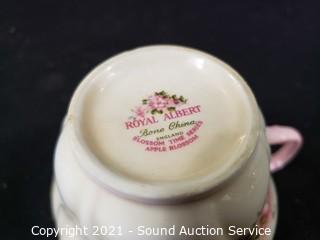 ROYAL ALBERT
Bone China
ENGLAND
BLOSSOM TIME SERIES
APPLE BLOSSOM
Copyright 2021 - Sound Auction Service